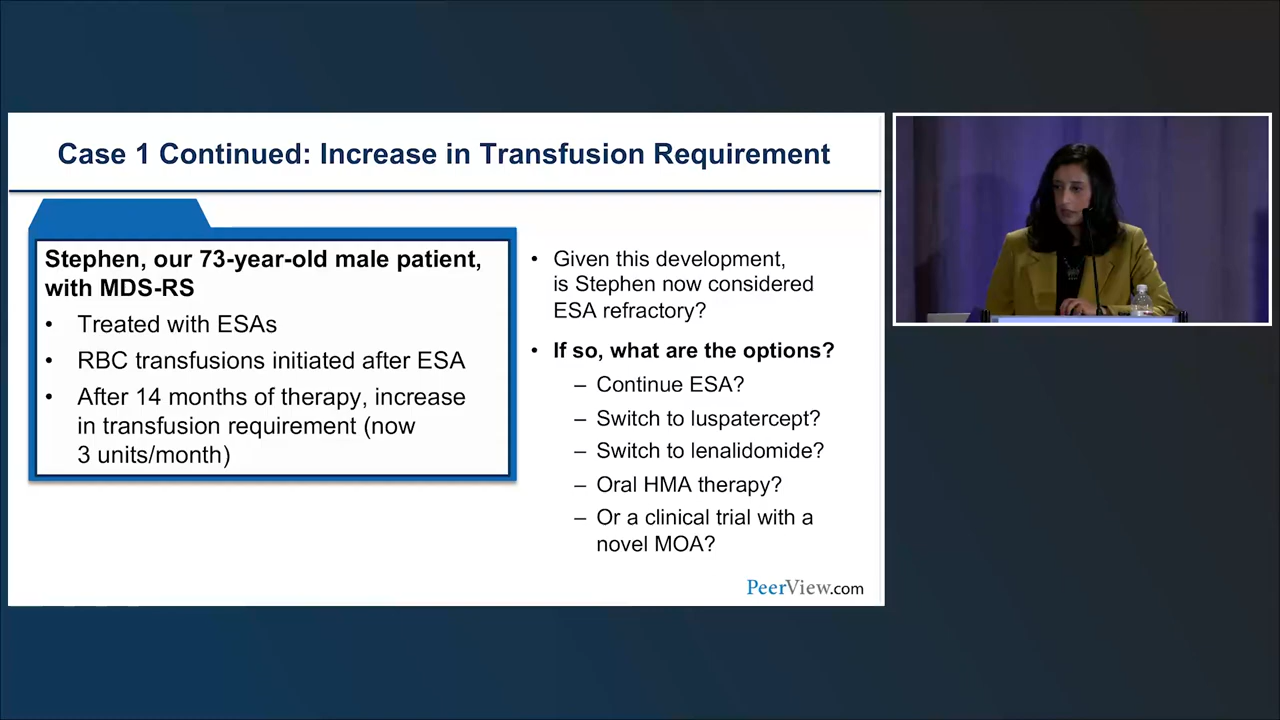 Case 1 Continued: Increase in Transfusion Requirement
Stephen, our 73-year-old male patient,
with MDS-RS
• Treated with ESAs
• RBC transfusions initiated after ESA
• After 14 months of therapy, increase
in transfusion requirement (now
3 units/month)
• Given this development,
is Stephen now considered
ESA refractory?
• If so, what are the options?
– Continue ESA?
– Switch to luspatercept?
– Switch to lenalidomide?
– Oral HMA therapy?
– Or a clinical trial with a
novel MOA?
PeerView.com